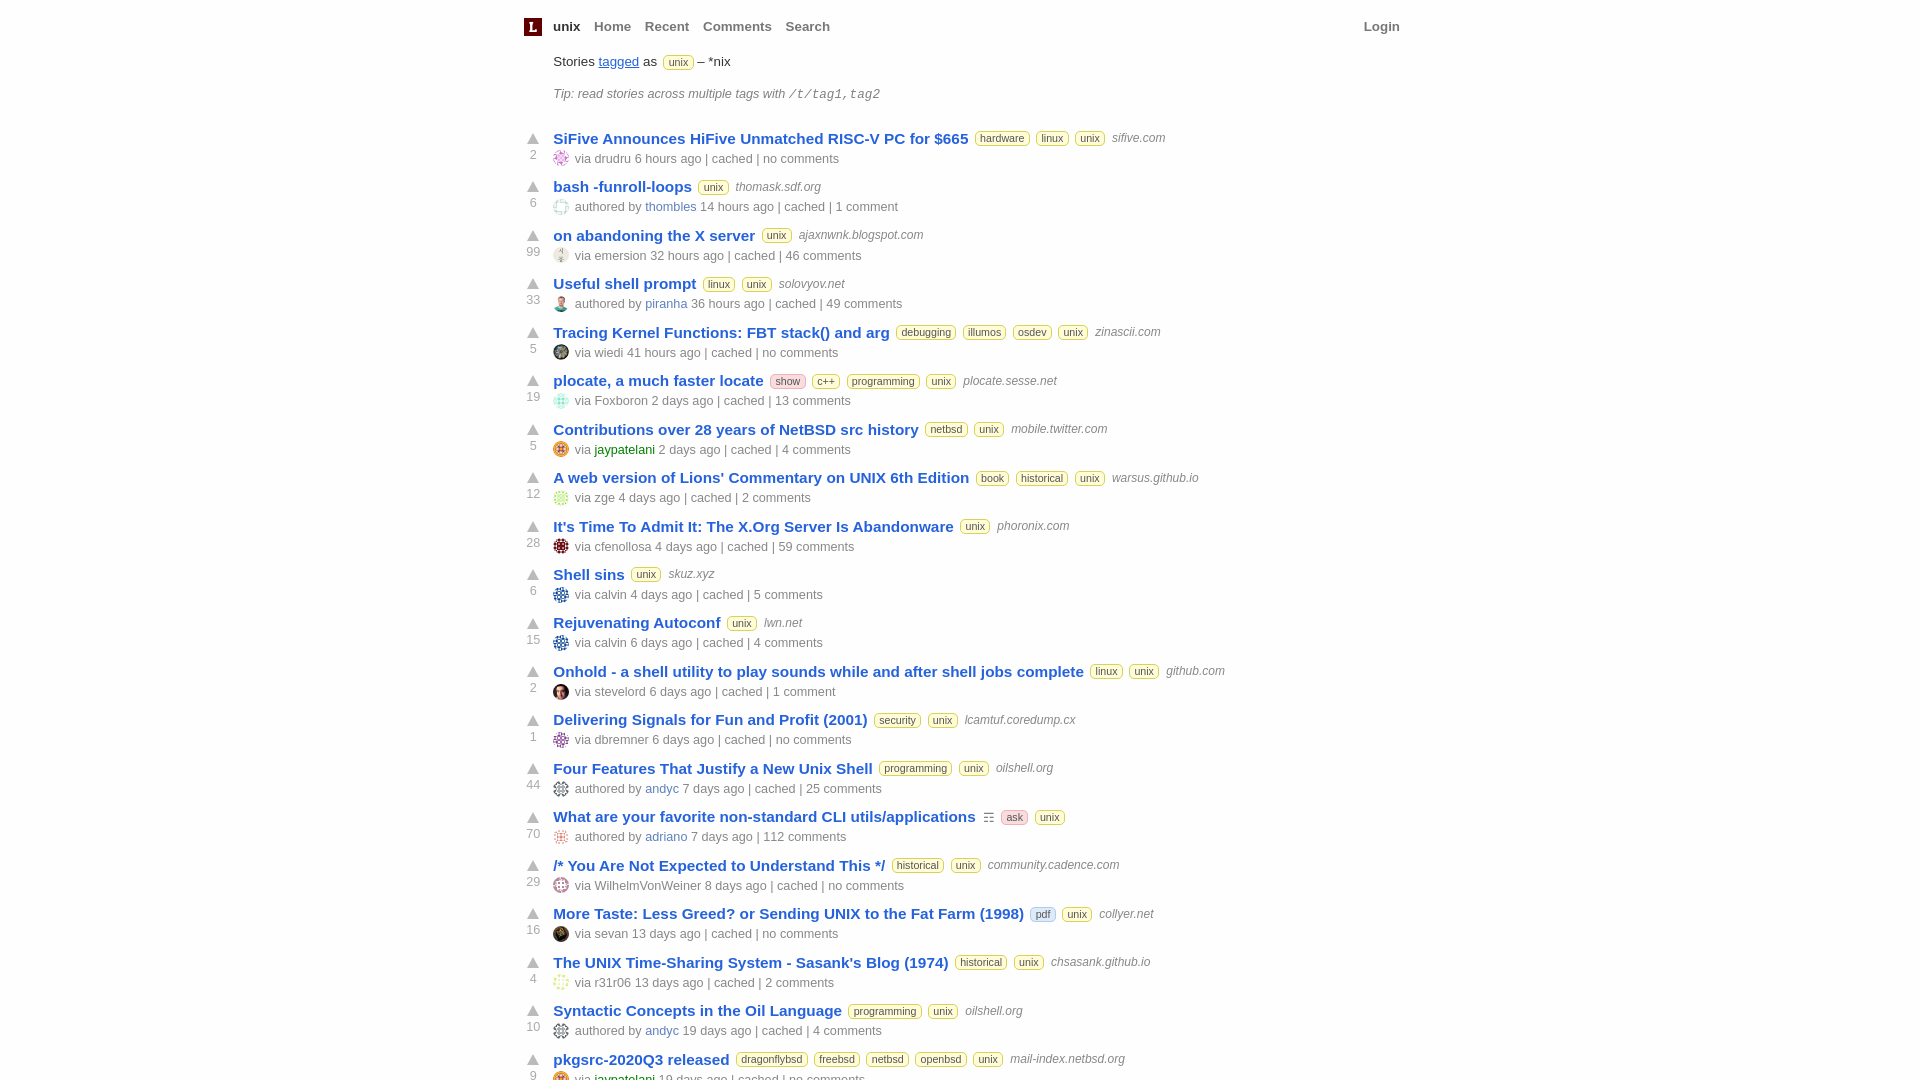 L unix Home Recent Comments Search Login
Stories tagged as unix – *nix
Tip: read stories across multiple tags with /t/tag1,tag2
SiFive Announces HiFive Unmatched RISC-V PC for $665 hardware linux unix sifive.com
2 via drudru 6 hours ago | cached | no comments
bash -funroll-loops unix thomask.sdf.org
6 authored by thombles 14 hours ago | cached | 1 comment
on abandoning the X server unix ajaxnwnk.blogspot.com
99 via emersion 32 hours ago | cached | 46 comments
Useful shell prompt linux unix solovyov.net
33 authored by piranha 36 hours ago | cached | 49 comments
Tracing Kernel Functions: FBT stack() and arg debugging illumos osdev unix zinascii.com
5 via wiedi 41 hours ago | cached | no comments
plocate, a much faster locate show c++ programming unix plocate.sesse.net
19 via Foxboron 2 days ago | cached | 13 comments
Contributions over 28 years of NetBSD src history netbsd unix mobile.twitter.com
5 via jaypatelani 2 days ago | cached | 4 comments
A web version of Lions' Commentary on UNIX 6th Edition book historical unix warsus.github.io
12 via zge 4 days ago | cached | 2 comments
It's Time To Admit It: The X.Org Server Is Abandonware unix phoronix.com
28 via cfenollosa 4 days ago | cached | 59 comments
Shell sins unix skuz.xyz
6 via calvin 4 days ago | cached | 5 comments
Rejuvenating Autoconf unix lwn.net
15 via calvin 6 days ago | cached | 4 comments
Onhold - a shell utility to play sounds while and after shell jobs complete linux unix github.com
2 via stevelord 6 days ago | cached | 1 comment
Delivering Signals for Fun and Profit (2001) security unix lcamtuf.coredump.cx
1 via dbremner 6 days ago | cached | no comments
Four Features That Justify a New Unix Shell programming unix oilshell.org
44 authored by andyc 7 days ago | cached | 25 comments
What are your favorite non-standard CLI utils/applications ☶ ask unix
70 authored by adriano 7 days ago | 112 comments
/* You Are Not Expected to Understand This */ historical unix community.cadence.com
29 via WilhelmVonWeiner 8 days ago | cached | no comments
More Taste: Less Greed? or Sending UNIX to the Fat Farm (1998) pdf unix collyer.net
16 via sevan 13 days ago | cached | no comments
The UNIX Time-Sharing System - Sasank's Blog (1974) historical unix chsasank.github.io
4 via r31r06 13 days ago | cached | 2 comments
Syntactic Concepts in the Oil Language programming unix oilshell.org
10 authored by andyc 19 days ago | cached | 4 comments
pkgsrc-2020Q3 released dragonflybsd freebsd netbsd openbsd unix mail-index.netbsd.org
9 via jaypatelani 19 days ago | cached | no comments